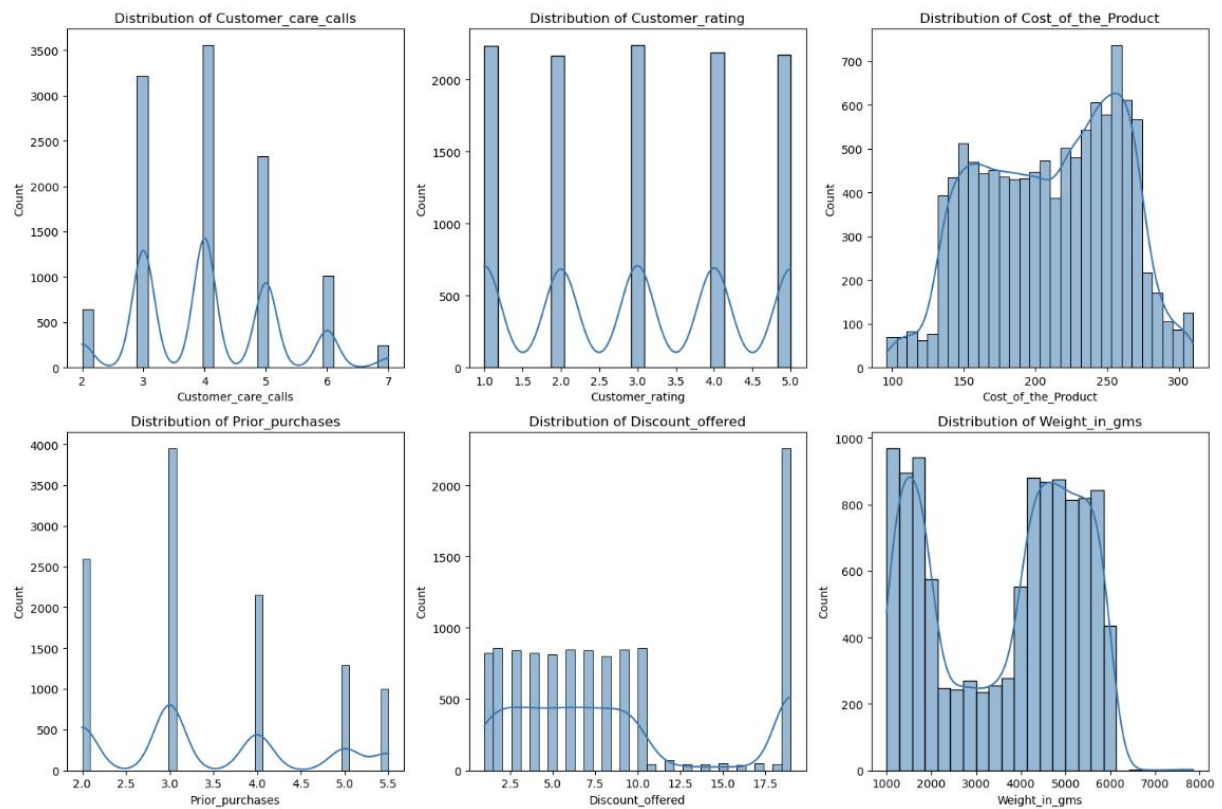 Distribution of Customer_care_calls
3500
3000
2500
2000
1500
1000
500
0
Count
2 3 4 5 6 7
Customer_care_calls
Distribution of Customer_rating
2000
1500
1000
500
0
Count
1.0 1.5 2.0 2.5 3.0 3.5 4.0 4.5 5.0
Customer_rating
Distribution of Cost_of_the_Product
700
600
500
400
300
200
100
0
Count
100 150 200 250 300
Cost_of_the_Product
Distribution of Prior_purchases
4000
3500
3000
2500
2000
1500
1000
500
0
Count
2.0 2.5 3.0 3.5 4.0 4.5 5.0 5.5
Prior_purchases
Distribution of Discount_offered
2000
1500
1000
500
0
Count
2.5 5.0 7.5 10.0 12.5 15.0 17.5
Discount_offered
Distribution of Weight_in_gms
1000
800
600
400
200
0
Count
1000 2000 3000 4000 5000 6000 7000 8000
Weight_in_gms